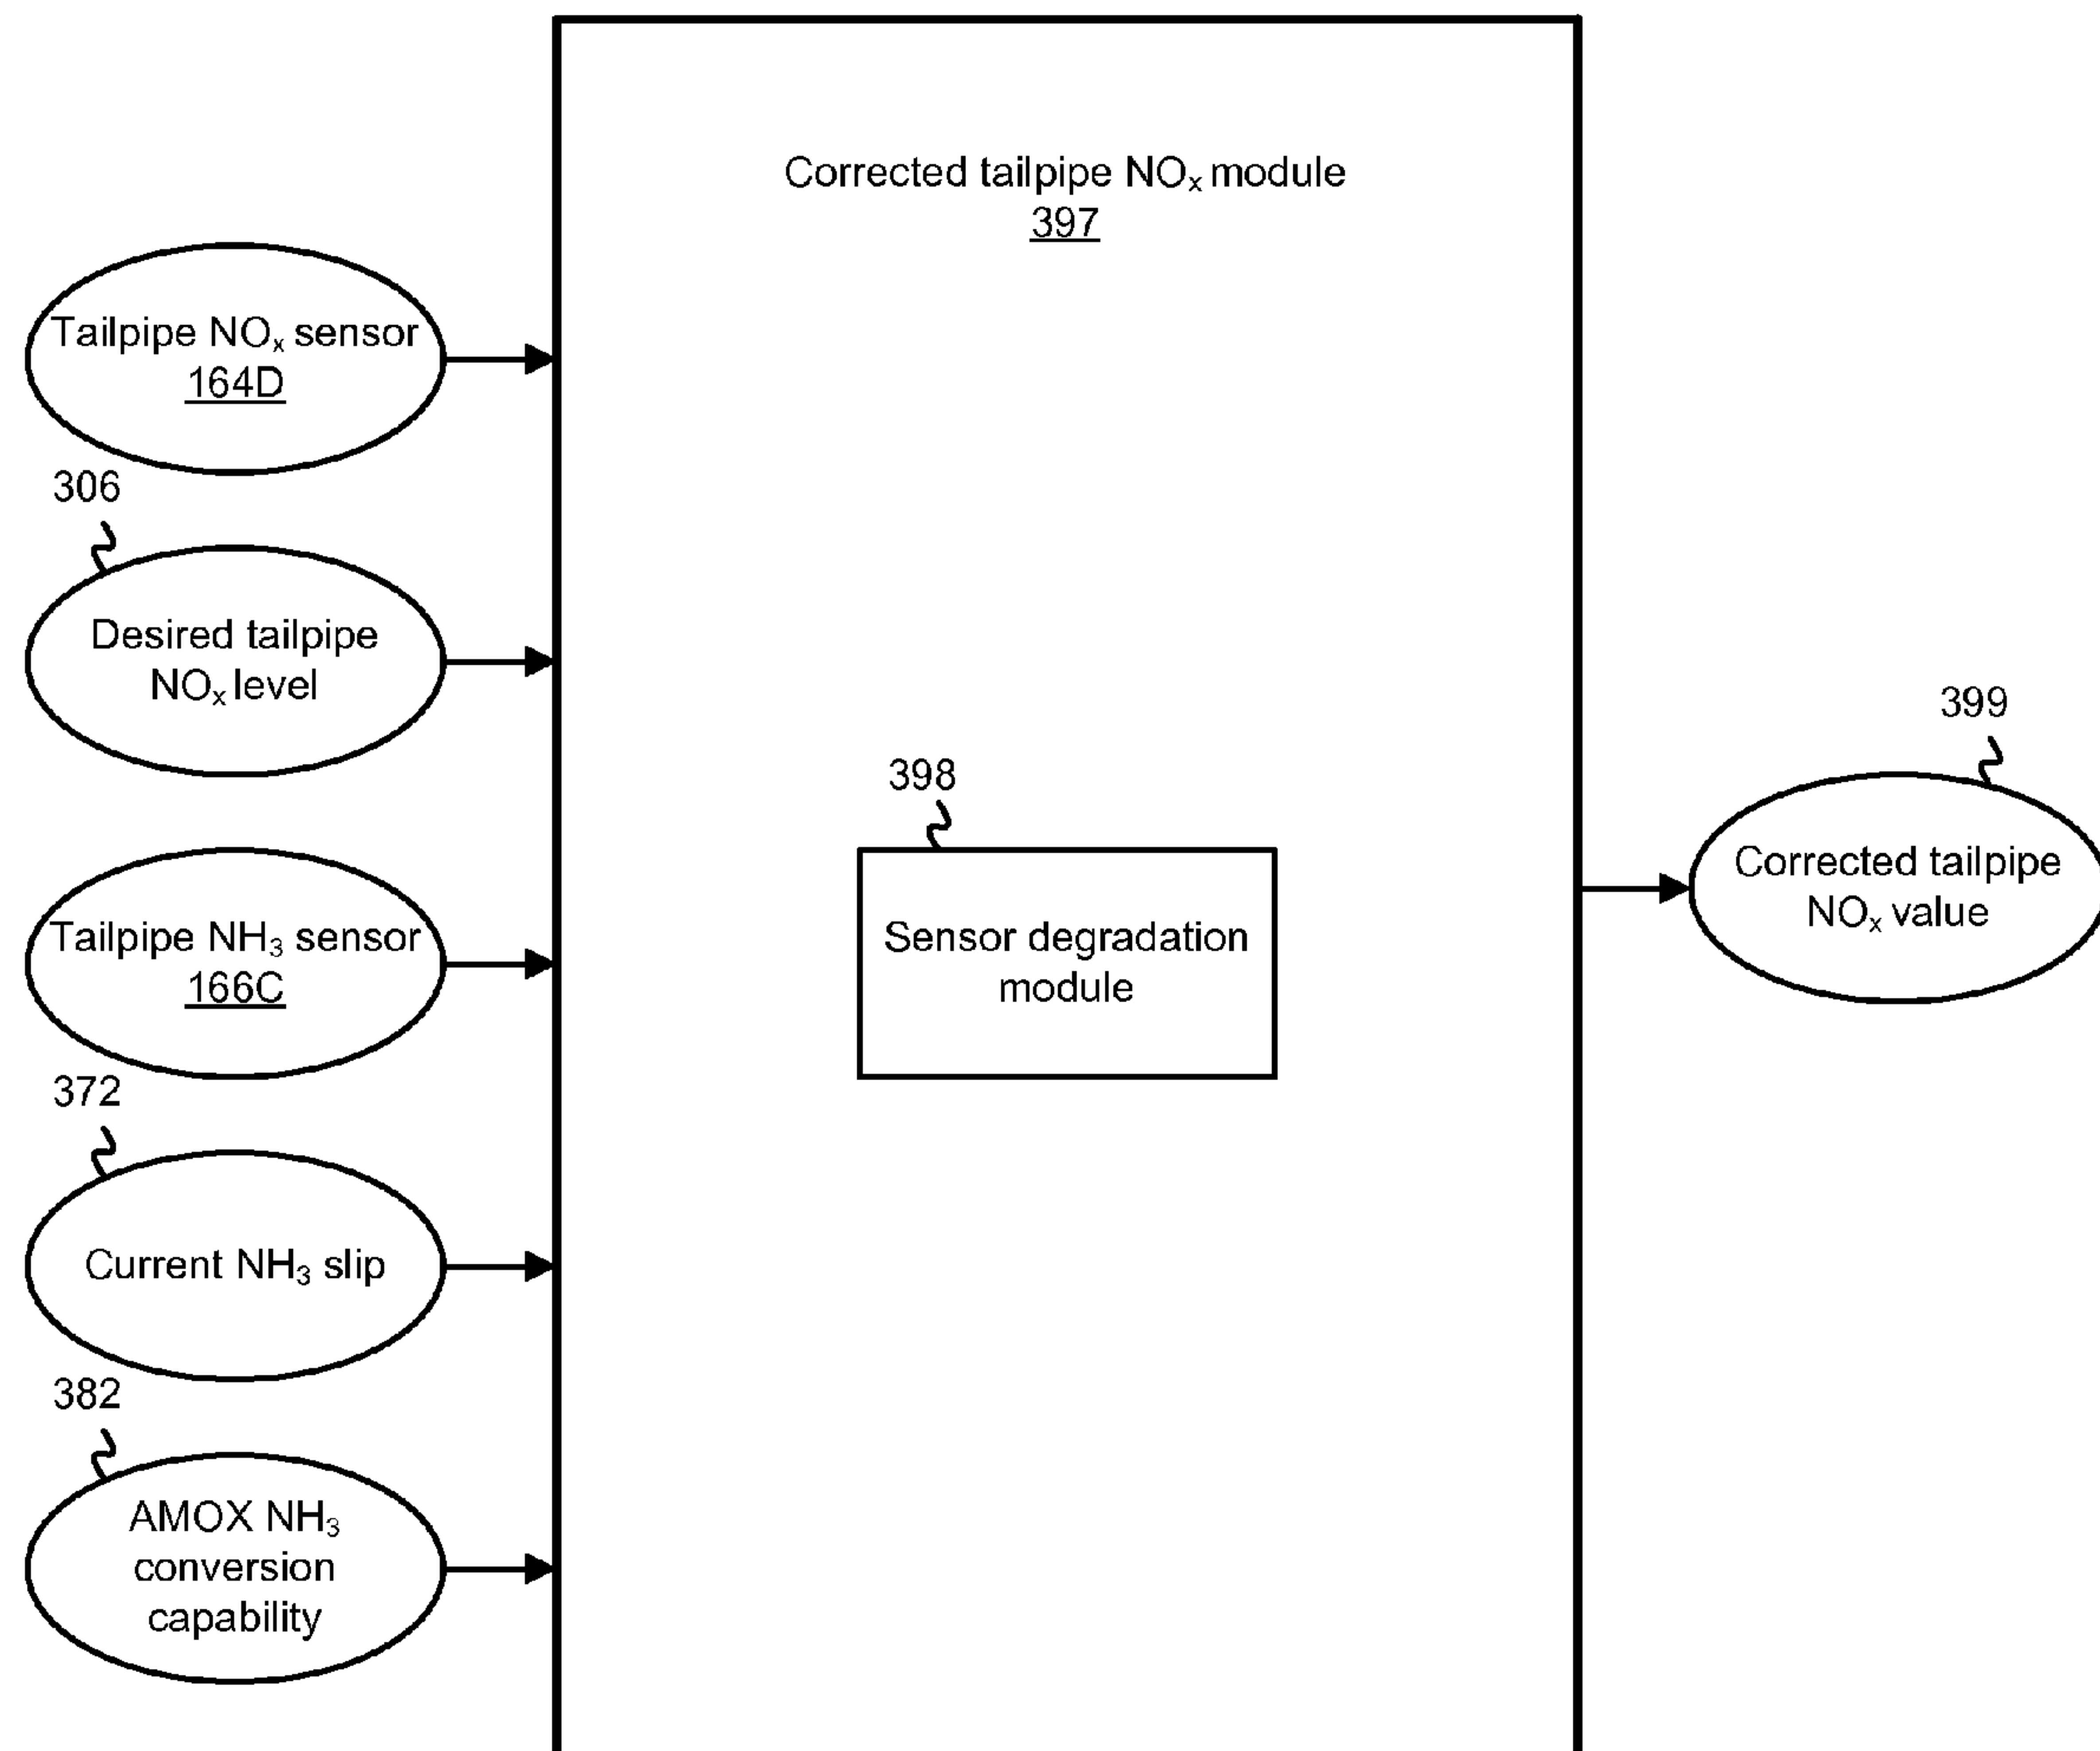 Corrected tailpipe NOx module
397
Tailpipe NOx sensor
164D
306
Desired tailpipe
NOx level
Tailpipe NH3 sensor
166C
372
Current NH3 slip
382
AMOX NH3
conversion
capability
398
Sensor degradation
module
399
Corrected tailpipe
NOx value